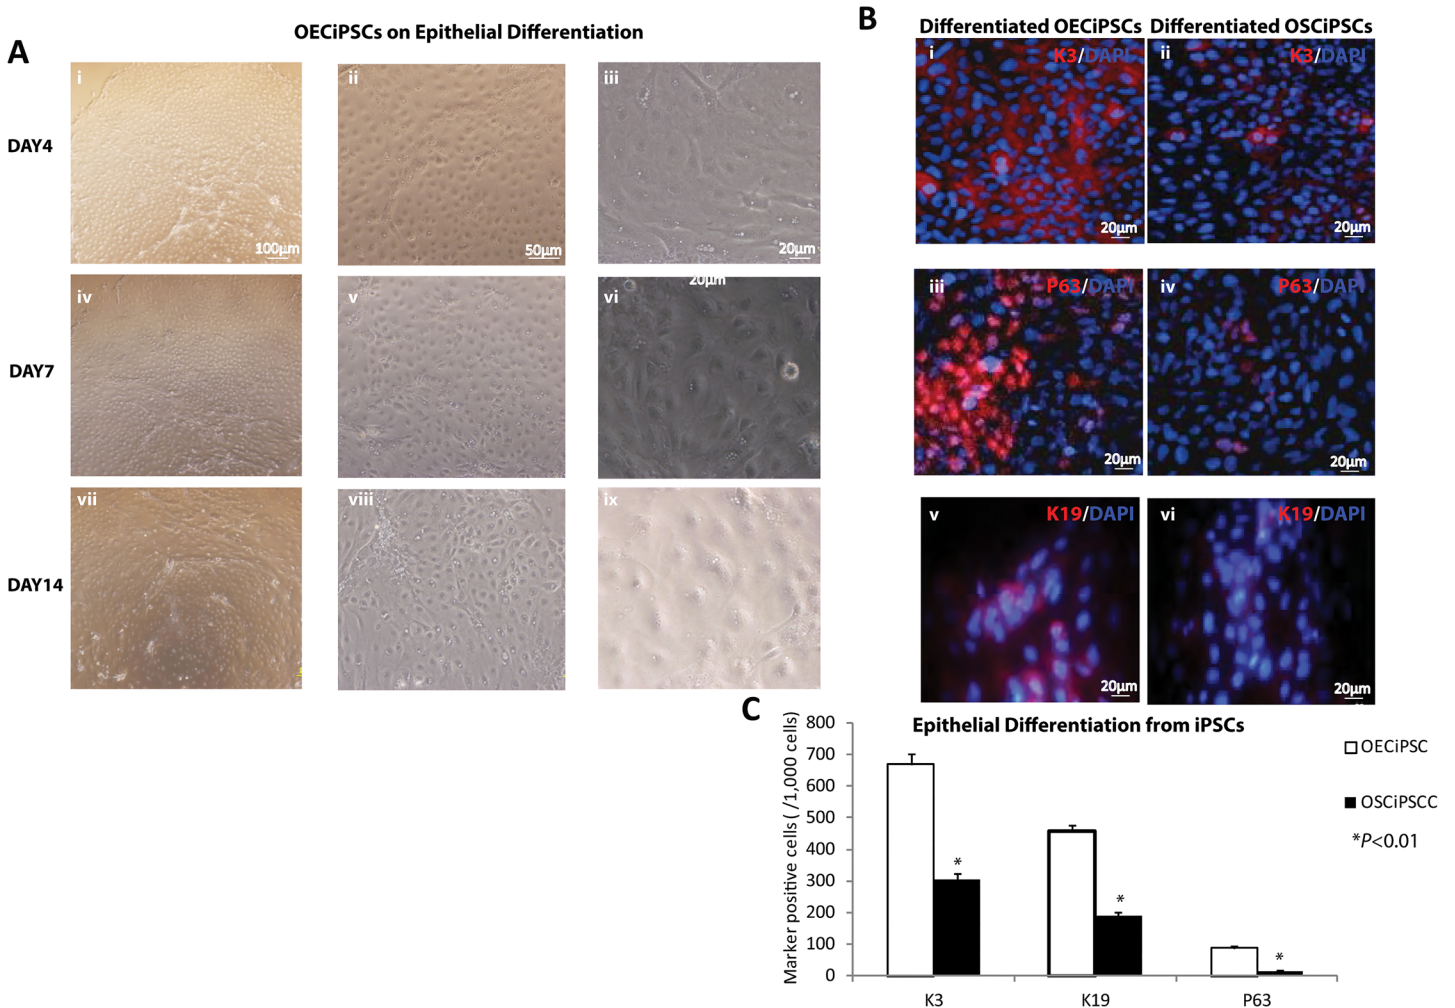 OECiPSCs on Epithelial Differentiation
A
i
ii
iii
DAY4
100µm
50µm
20µm
iv
v
vi
20µm
DAY7
vii
viii
ix
DAY14
B
Differentiated OECiPSCs
Differentiated OSCiPSCs
i
K3/DAPI
20µm
ii
K3/DAPI
20µm
iii
P63/DAPI
20µm
iv
P63/DAPI
20µm
v
K19/DAPI
20µm
vi
K19/DAPI
20µm
C
Epithelial Differentiation from iPSCs
Marker positive cells ( /1,000 cells)
800
700
600
500
400
300
200
100
0
*
*
*
K3
K19
P63
OECiPSC
OSCiPSCC
*P<0.01